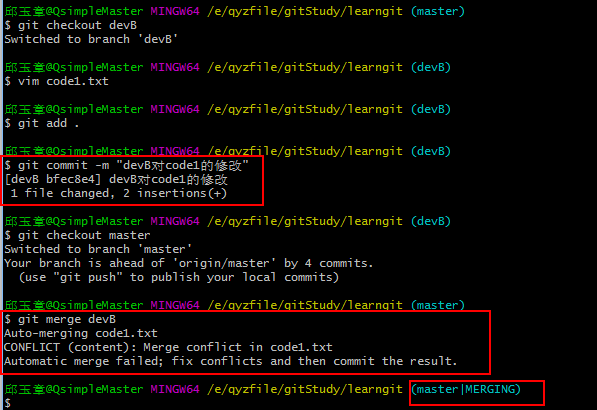 邱玉章@QsimpleMaster MINGW64 /e/qyzfile/gitStudy/learngit (master)
$ git checkout devB
Switched to branch 'devB'
邱玉章@QsimpleMaster MINGW64 /e/qyzfile/gitStudy/learngit (devB)
$ vim code1.txt
邱玉章@QsimpleMaster MINGW64 /e/qyzfile/gitStudy/learngit (devB)
$ git add .
邱玉章@QsimpleMaster MINGW64 /e/qyzfile/gitStudy/learngit (devB)
$ git commit -m "devB对code1的修改"
[devB bfec8e4] devB对code1的修改
 1 file changed, 2 insertions(+)
邱玉章@QsimpleMaster MINGW64 /e/qyzfile/gitStudy/learngit (devB)
$ git checkout master
Switched to branch 'master'
Your branch is ahead of 'origin/master' by 4 commits.
  (use "git push" to publish your local commits)
邱玉章@QsimpleMaster MINGW64 /e/qyzfile/gitStudy/learngit (master)
$ git merge devB
Auto-merging code1.txt
CONFLICT (content): Merge conflict in code1.txt
Automatic merge failed; fix conflicts and then commit the result.
邱玉章@QsimpleMaster MINGW64 /e/qyzfile/gitStudy/learngit (master|MERGING)
$